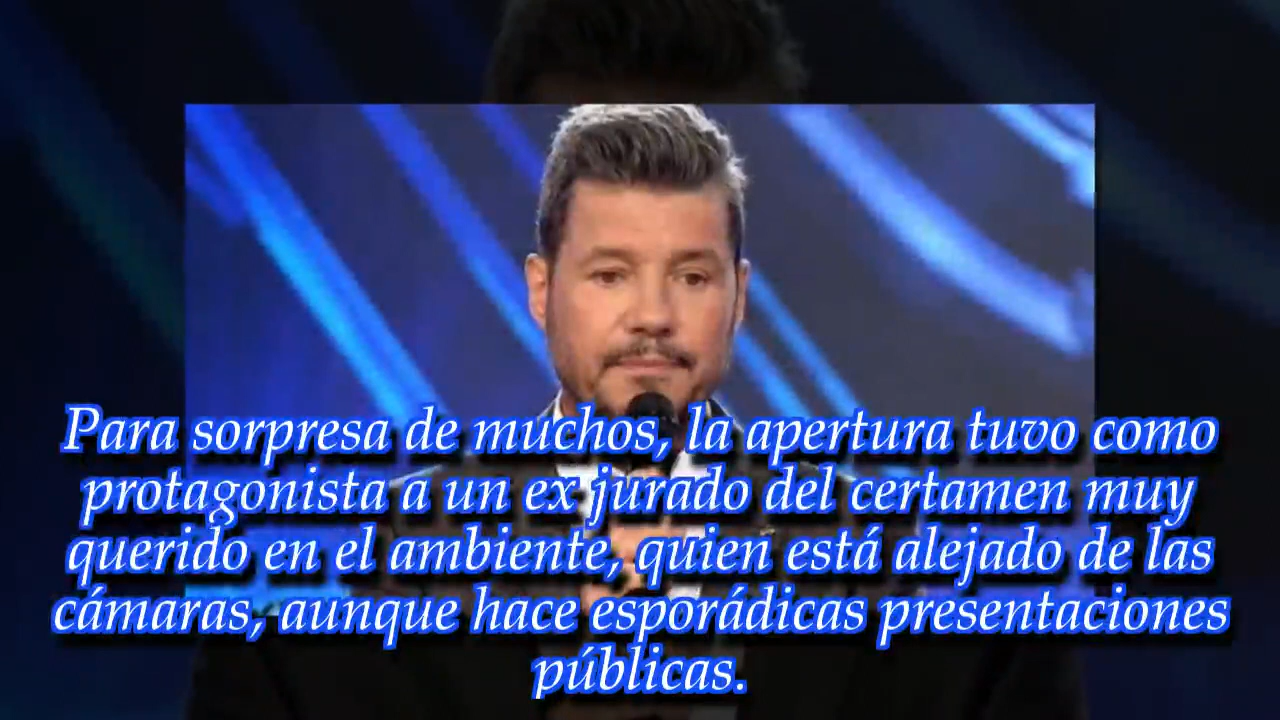 Para sorpresa de muchos, la apertura tuvo como
protagonista a un ex jurado del certamen muy
querido en el ambiente, quien está alejado de las
cámaras, aunque hace esporádicas presentaciones
públicas.